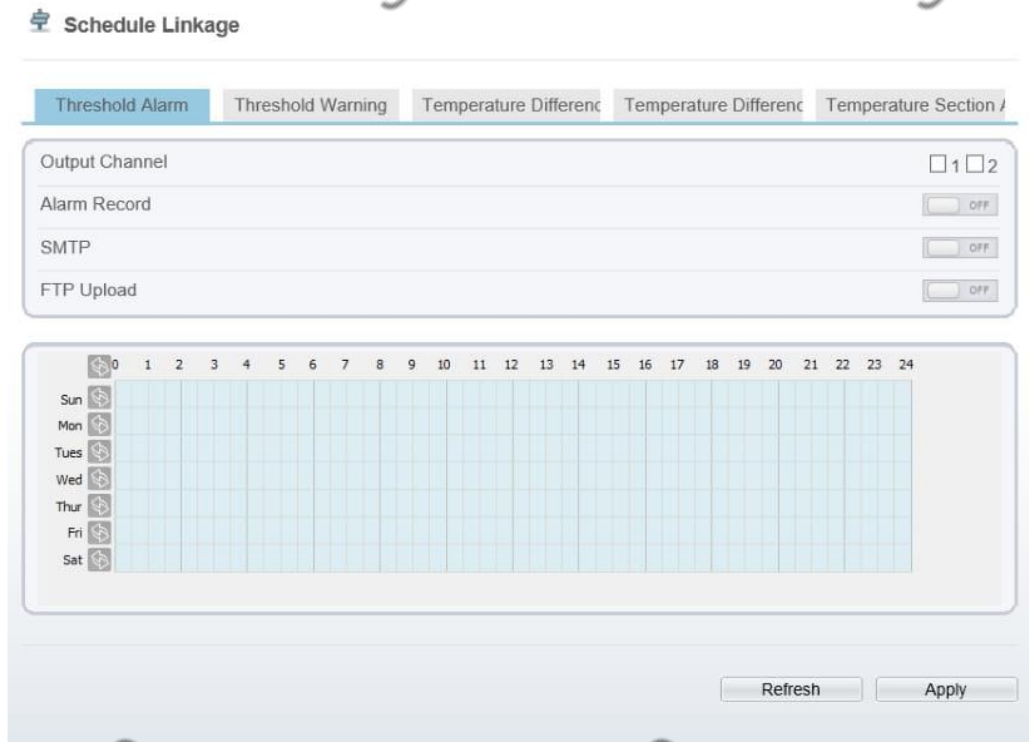 Schedule Linkage
Threshold Alarm Threshold Warning Temperature Differenc Temperature Differenc Temperature Section A
Output Channel 1 2
Alarm Record OFF
SMTP OFF
FTP Upload OFF
0 1 2 3 4 5 6 7 8 9 10 11 12 13 14 15 16 17 18 19 20 21 22 23 24
Sun
Mon
Tues
Wed
Thur
Fri
Sat
Refresh Apply